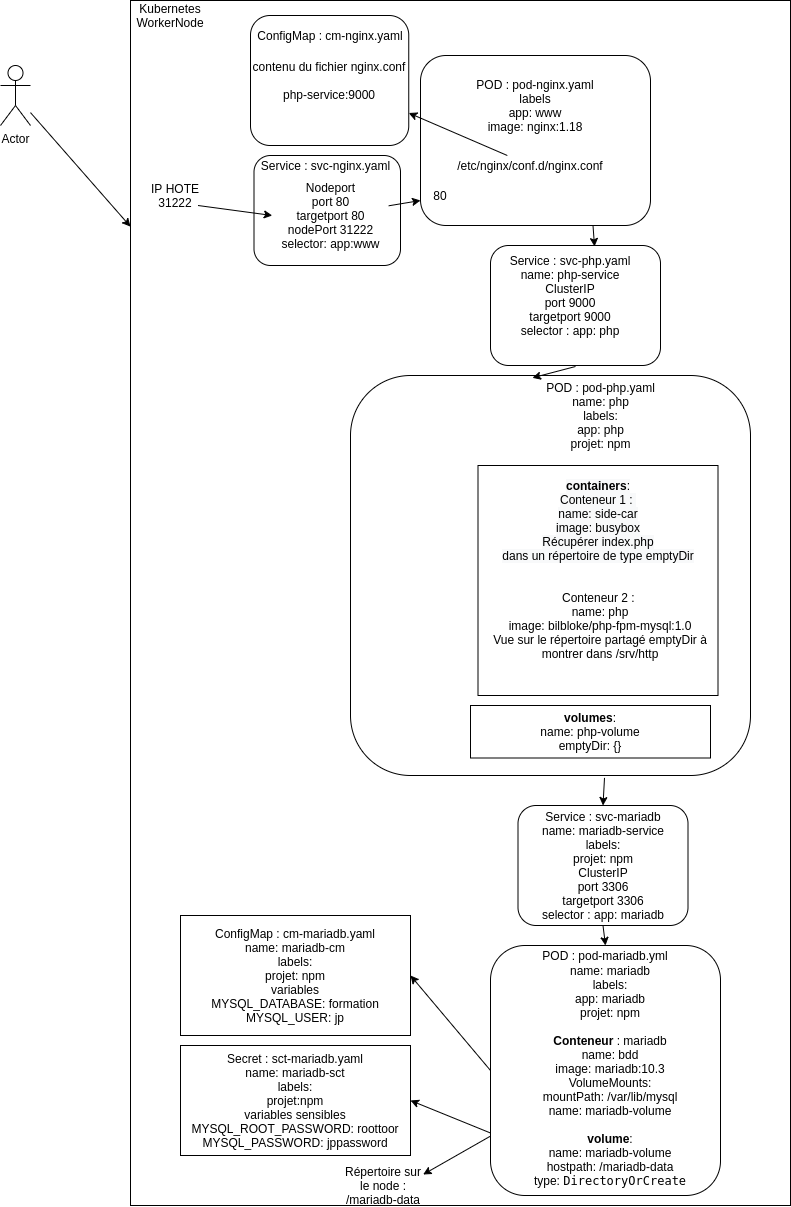 Kubernetes
WorkerNode
Actor
ConfigMap : cm-nginx.yaml
contenu du fichier nginx.conf
php-service:9000
POD : pod-nginx.yaml
labels
app: www
image: nginx:1.18
/etc/nginx/conf.d/nginx.conf
80
IP HOTE
31222
Service : svc-nginx.yaml
Nodeport
port 80
targetport 80
nodePort 31222
selector: app:www
Service : svc-php.yaml
name: php-service
ClusterIP
port 9000
targetport 9000
selector : app: php
POD : pod-php.yaml
name: php
labels:
app: php
projet: npm
containers:
Conteneur 1 :
name: side-car
image: busybox
Récupérer index.php
dans un répertoire de type emptyDir
Conteneur 2 :
name: php
image: bilbloke/php-fpm-mysql:1.0
Vue sur le répertoire partagé emptyDir à
montrer dans /srv/http
volumes:
name: php-volume
emptyDir: {}
Service : svc-mariadb
name: mariadb-service
labels:
projet: npm
ClusterIP
port 3306
targetport 3306
selector : app: mariadb
ConfigMap : cm-mariadb.yaml
name: mariadb-cm
labels:
projet: npm
variables
MYSQL_DATABASE: formation
MYSQL_USER: jp
Secret : sct-mariadb.yaml
name: mariadb-sct
labels:
projet:npm
variables sensibles
MYSQL_ROOT_PASSWORD: roottoor
MYSQL_PASSWORD: jppassword
Répertoire sur
le node :
/mariadb-data
POD : pod-mariadb.yml
name: mariadb
labels:
app: mariadb
projet: npm
Conteneur : mariadb
name: bdd
image: mariadb:10.3
VolumeMounts:
mountPath: /var/lib/mysql
name: mariadb-volume
volume:
name: mariadb-volume
hostpath: /mariadb-data
type: DirectoryOrCreate